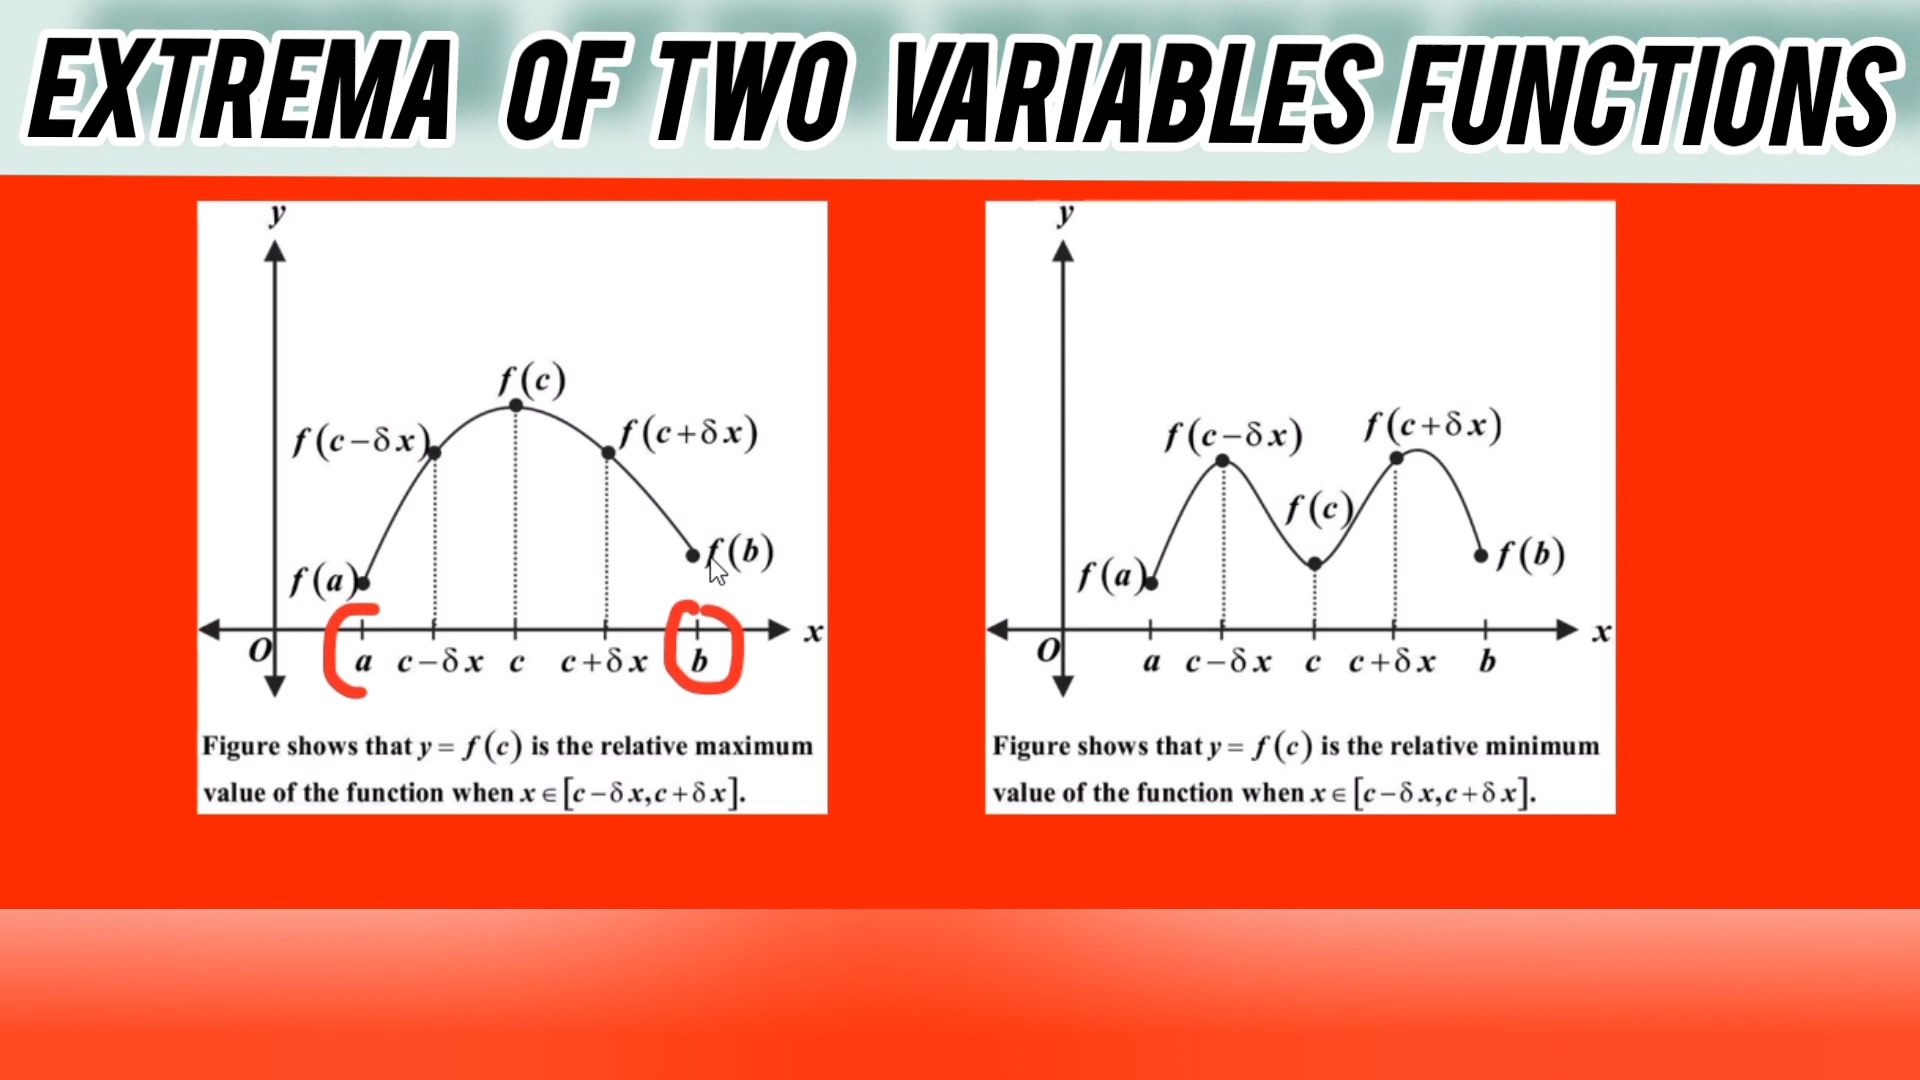 EXTREMA OF TWO VARIABLES FUNCTIONS
y
f(c)
f(c−δx)
f(c+δx)
f(b)
f(a)
O
a c−δx c c+δx b
x
Figure shows that y = f(c) is the relative maximum
value of the function when x ∈ [c−δx, c+δx].
y
f(c−δx)
f(c+δx)
f(c)
f(b)
f(a)
O
a c−δx c c+δx b
x
Figure shows that y = f(c) is the relative minimum
value of the function when x ∈ [c−δx, c+δx].